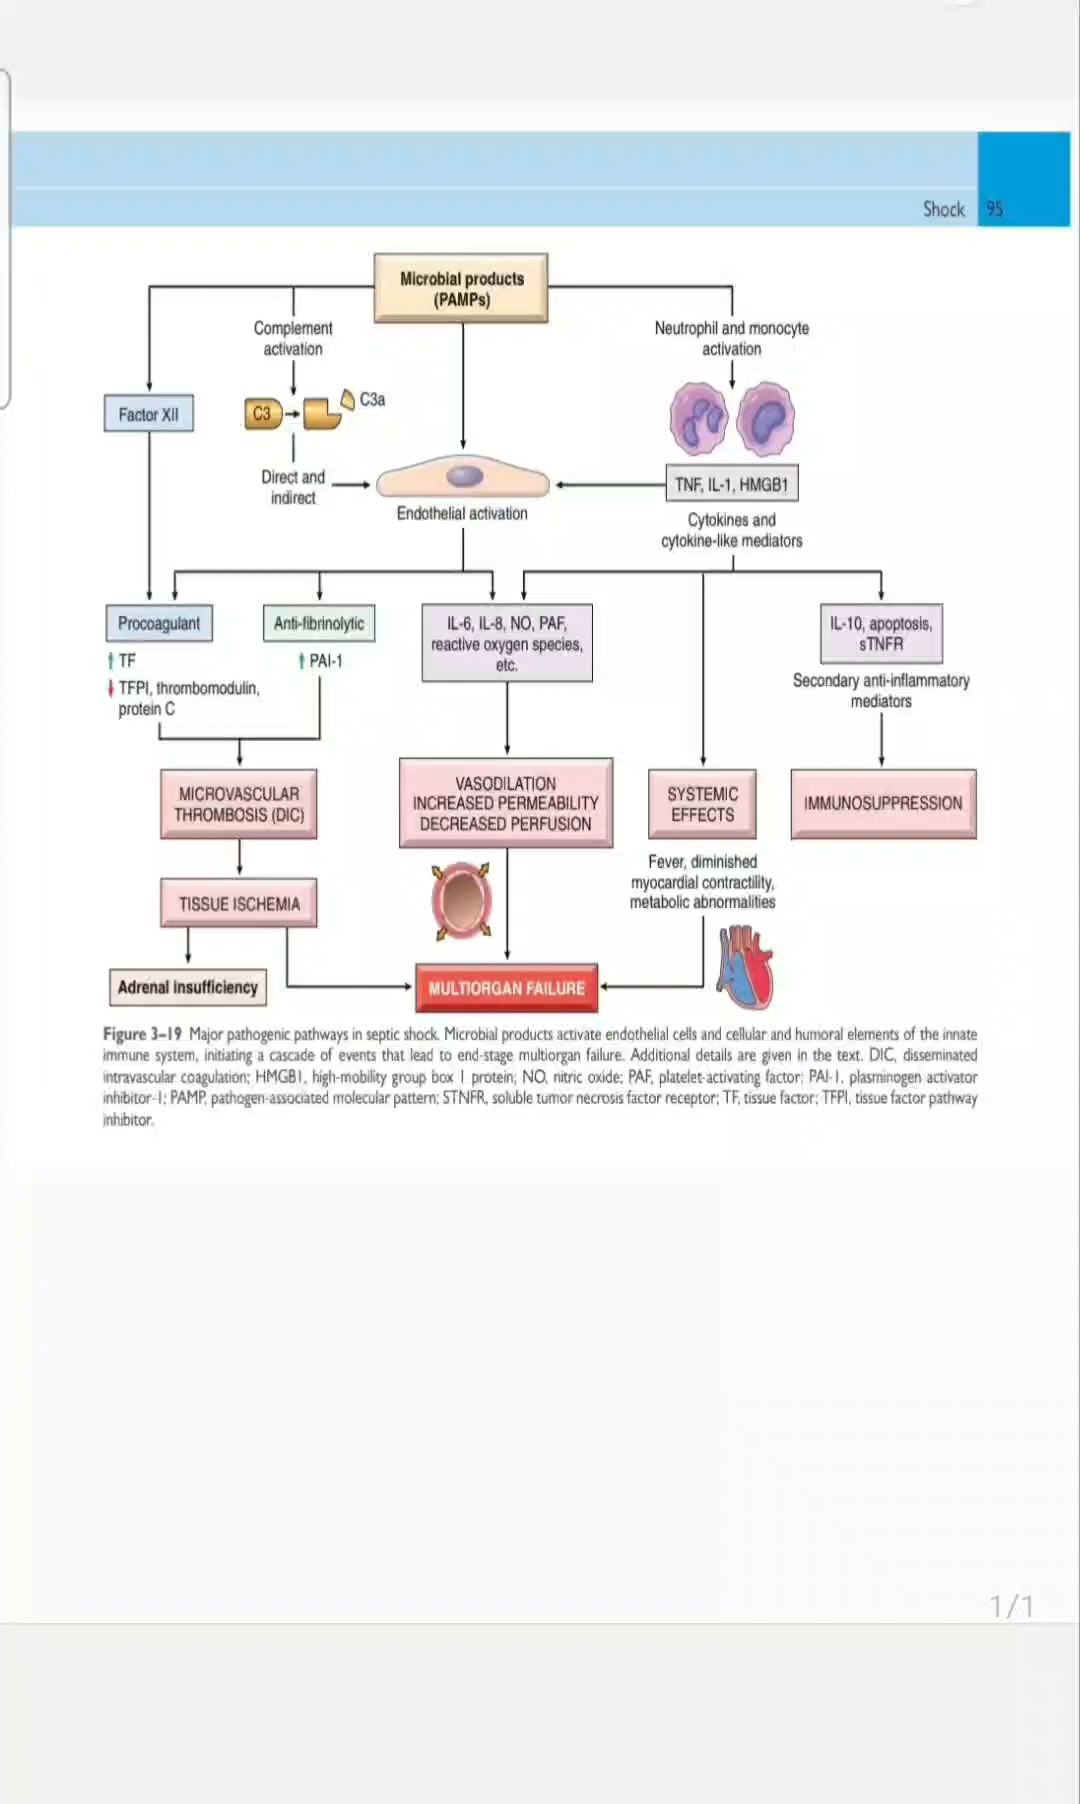 Shock 95
Microbial products
(PAMPs)
Complement
activation
Neutrophil and monocyte
activation
C3a
C3
Factor XII
Direct and
indirect
TNF, IL-1, HMGB1
Endothelial activation
Cytokines and
cytokine-like mediators
Procoagulant
Anti-fibrinolytic
IL-6, IL-8, NO, PAF,
reactive oxygen species,
etc.
IL-10, apoptosis,
sTNFR
↑ TF
↑ PAI-1
↓ TFPI, thrombomodulin,
protein C
Secondary anti-inflammatory
mediators
MICROVASCULAR
THROMBOSIS (DIC)
VASODILATION
INCREASED PERMEABILITY
DECREASED PERFUSION
SYSTEMIC
EFFECTS
IMMUNOSUPPRESSION
Fever, diminished
myocardial contractility,
metabolic abnormalities
TISSUE ISCHEMIA
Adrenal insufficiency
MULTIORGAN FAILURE
Figure 3–19 Major pathogenic pathways in septic shock. Microbial products activate endothelial cells and cellular and humoral elements of the innate
immune system, initiating a cascade of events that lead to end-stage multiorgan failure. Additional details are given in the text. DIC, disseminated
intravascular coagulation; HMGB1, high-mobility group box 1 protein; NO, nitric oxide; PAF, platelet-activating factor; PAI-1, plasminogen activator
inhibitor-1; PAMP, pathogen-associated molecular pattern; STNFR, soluble tumor necrosis factor receptor; TF, tissue factor; TFPI, tissue factor pathway
inhibitor.
1/1